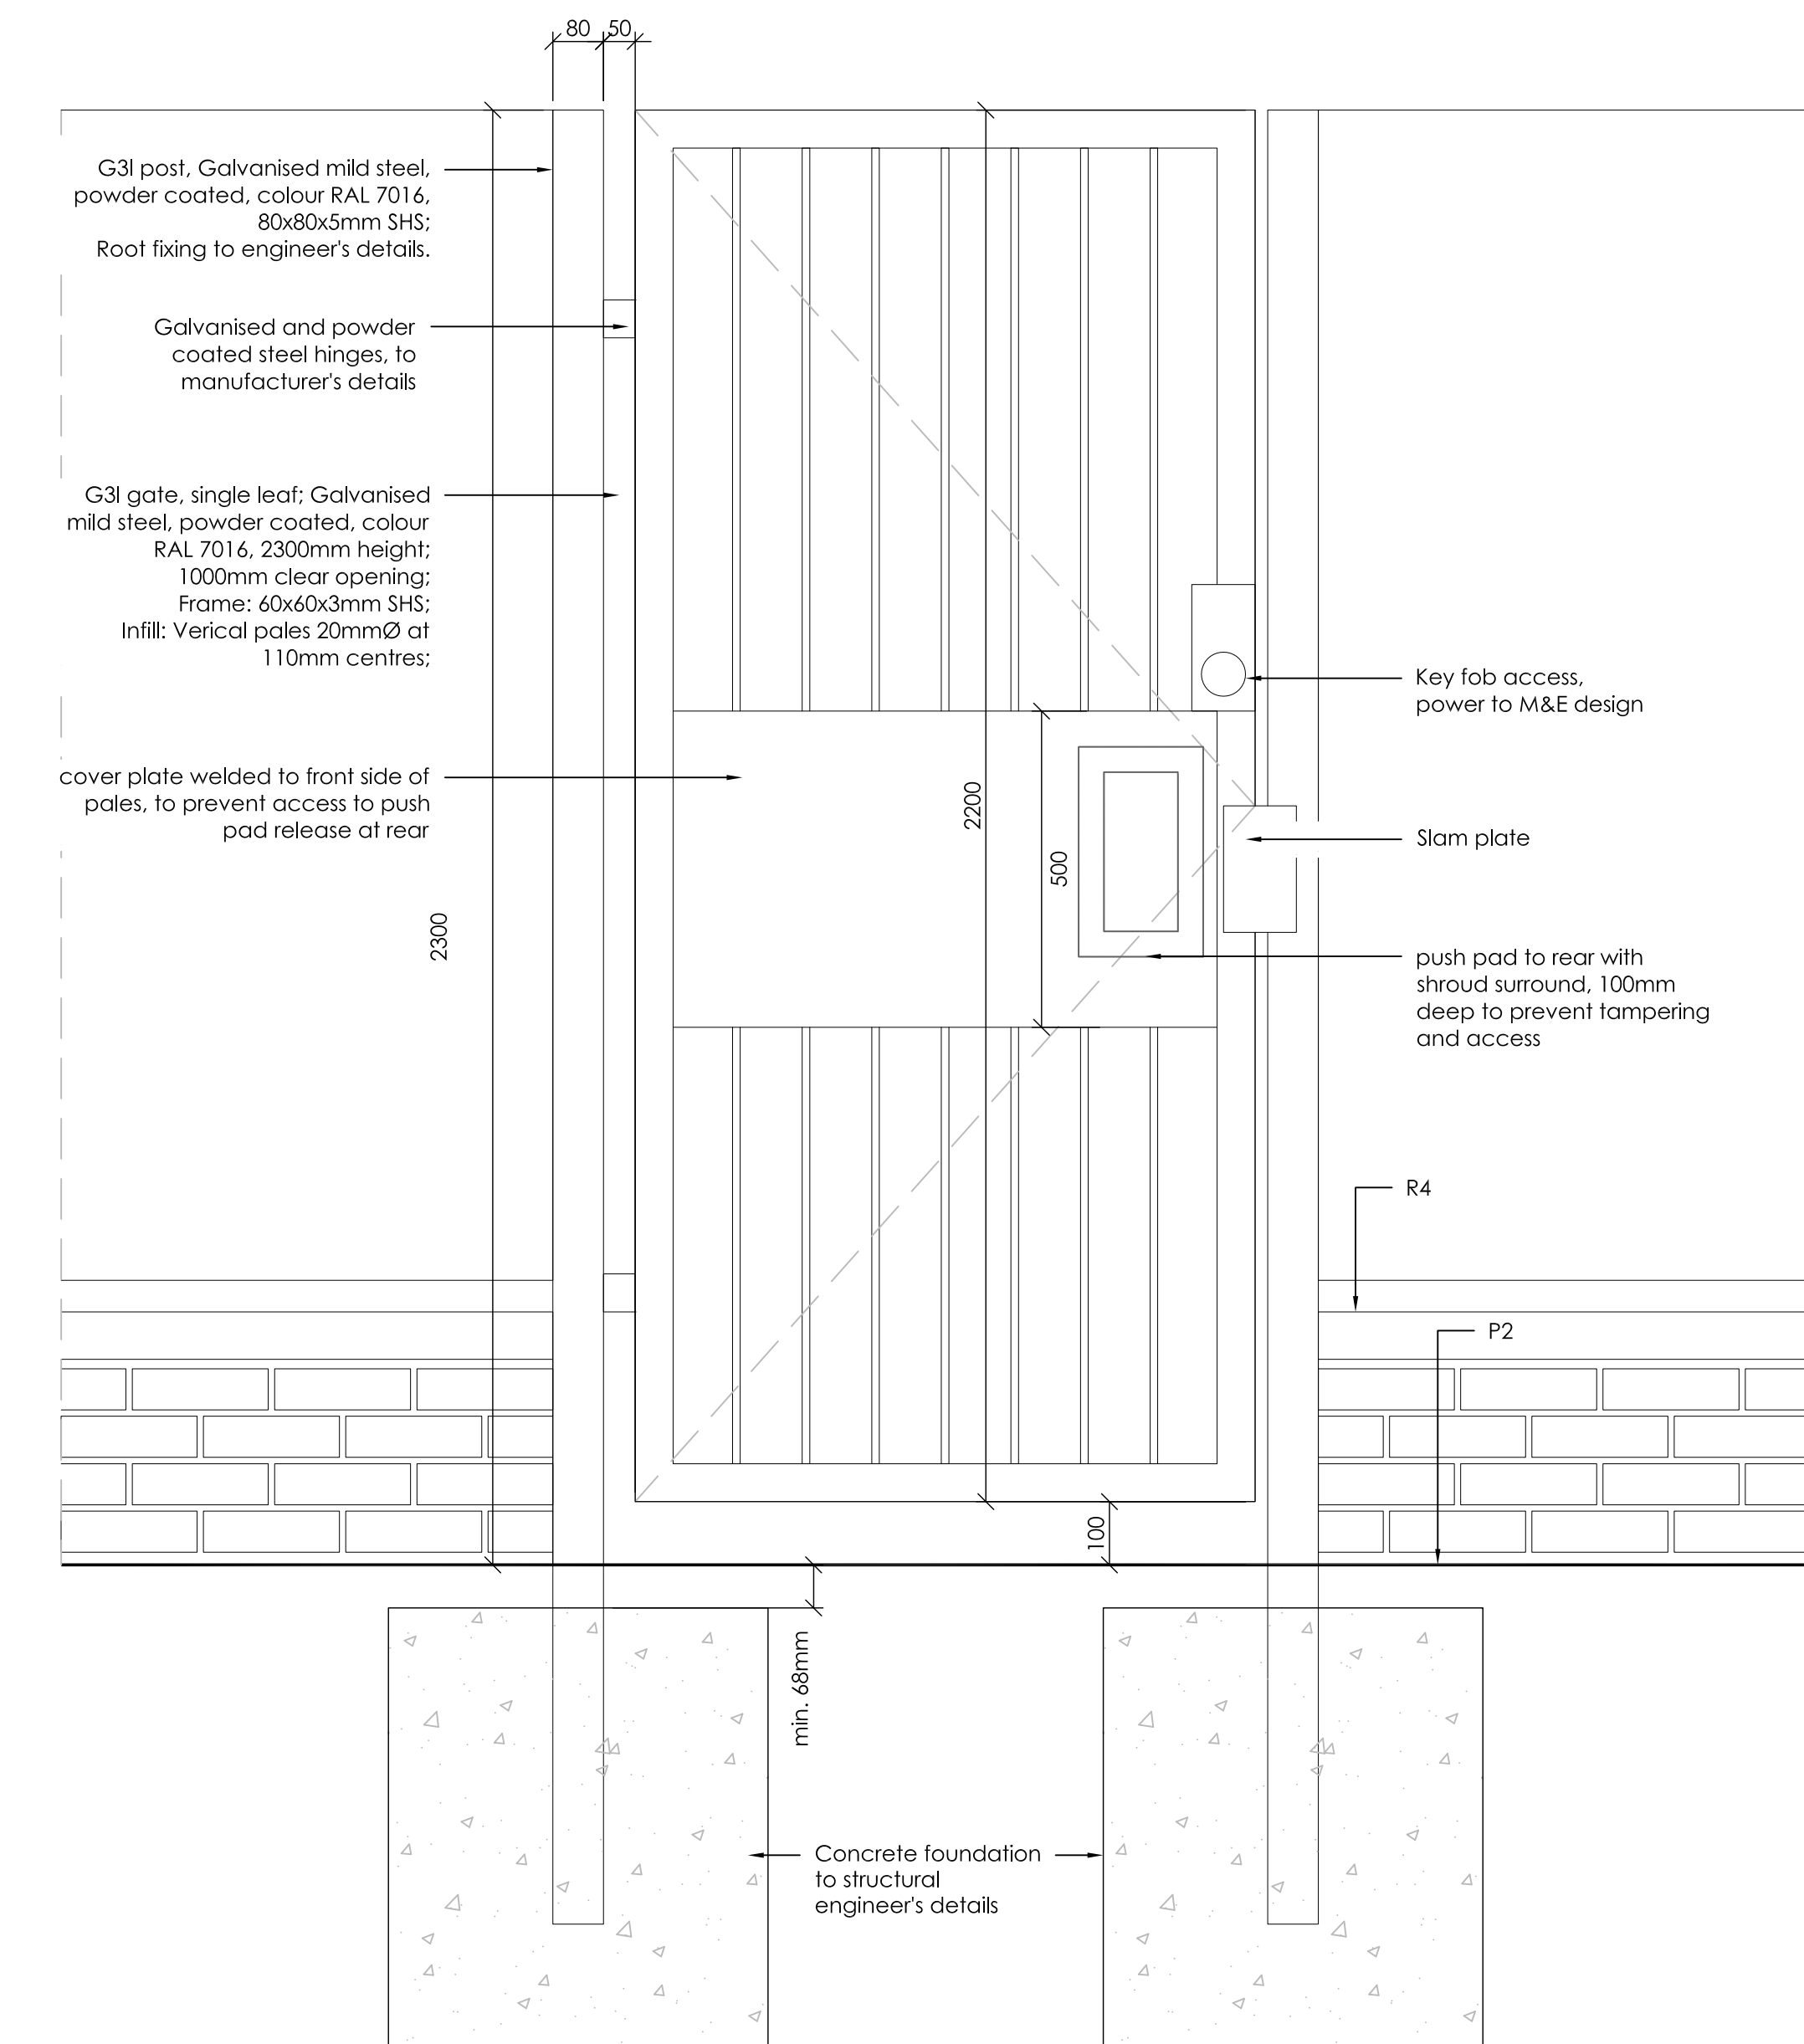 80
50
G3l post, Galvanised mild steel,
powder coated, colour RAL 7016,
80x80x5mm SHS;
Root fixing to engineer's details.
Galvanised and powder
coated steel hinges, to
manufacturer's details
G3l gate, single leaf; Galvanised
mild steel, powder coated, colour
RAL 7016, 2300mm height;
1000mm clear opening;
Frame: 60x60x3mm SHS;
Infill: Verical pales 20mmØ at
110mm centres;
cover plate welded to front side of
pales, to prevent access to push
pad release at rear
2300
2200
500
Key fob access,
power to M&E design
Slam plate
push pad to rear with
shroud surround, 100mm
deep to prevent tampering
and access
R4
P2
100
min. 68mm
Concrete foundation
to structural
engineer's details